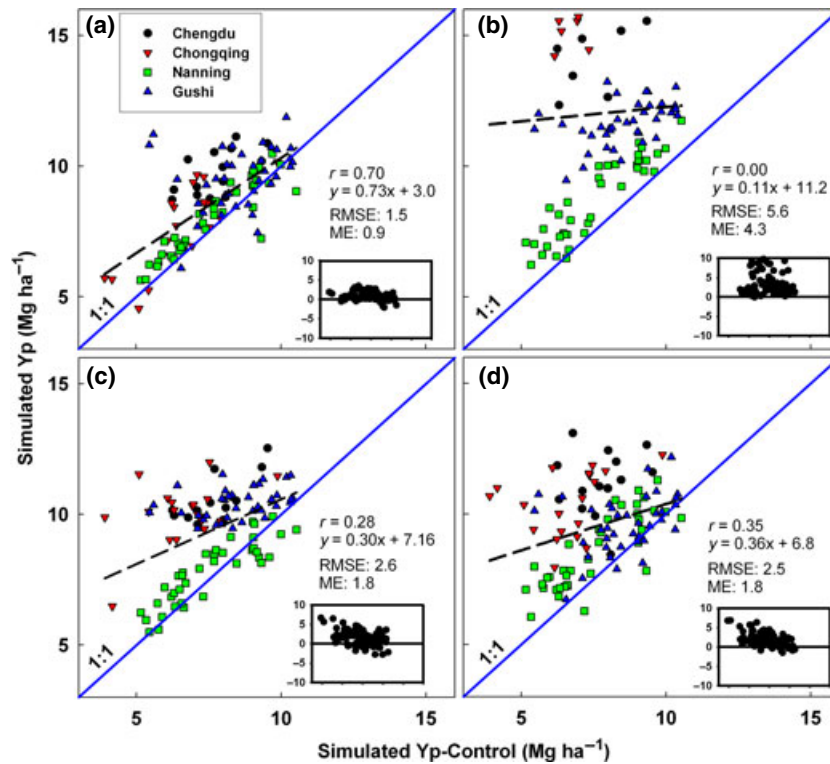 (a)
Chengdu
Chongqing
Nanning
Gushi
r = 0.70
y = 0.73x + 3.0
RMSE: 1.5
ME: 0.9
1:1
15
10
5
10
5
0
−5
−10
(b)
r = 0.00
y = 0.11x + 11.2
RMSE: 5.6
ME: 4.3
1:1
10
5
0
−5
−10
(c)
r = 0.28
y = 0.30x + 7.16
RMSE: 2.6
ME: 1.8
1:1
15
10
5
10
5
0
−5
−10
5 10 15
(d)
r = 0.35
y = 0.36x + 6.8
RMSE: 2.5
ME: 1.8
1:1
10
5
0
−5
−10
5 10 15
Simulated Yp (Mg ha⁻¹)
Simulated Yp-Control (Mg ha⁻¹)